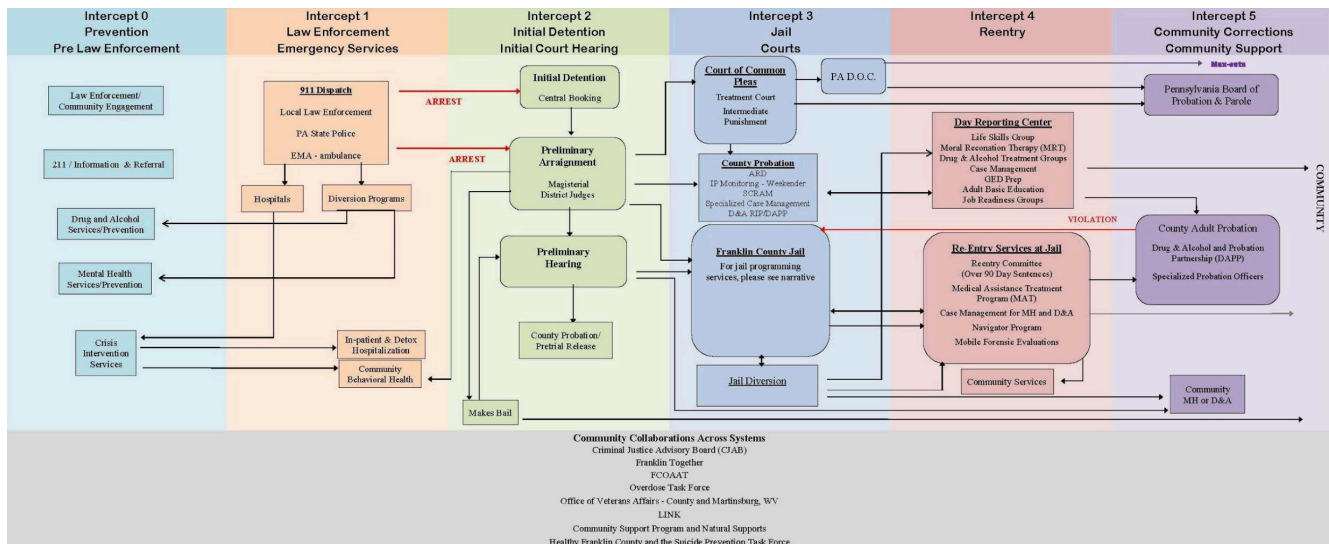 Intercept 0
Prevention
Pre Law Enforcement
Intercept 1
Law Enforcement
Emergency Services
Intercept 2
Initial Detention
Initial Court Hearing
Intercept 3
Jail
Courts
Intercept 4
Reentry
Intercept 5
Community Corrections
Community Support
Law Enforcement/
Community Engagement
211 / Information & Referral
Drug and Alcohol
Services/Prevention
Mental Health
Services/Prevention
Crisis
Intervention
Services
911 Dispatch
Local Law Enforcement
PA State Police
EMA - ambulance
ARREST
ARREST
Hospitals
Diversion Programs
In-patient & Detox
Hospitalization
Community
Behavioral Health
Initial Detention
Central Booking
Preliminary
Arraignment
Magisterial
District Judges
Preliminary
Hearing
County Probation/
Pretrial Release
Makes Bail
Court of Common
Pleas
Treatment Court
Intermediate
Punishment
PA D.O.C.
County Probation
ARD
IP Monitoring - Weekender
SCRAM
Specialized Case Management
D&A RIP/DAPP
Franklin County Jail
For jail programming
services, please see narrative
Jail Diversion
Day Reporting Center
Life Skills Group
Moral Reconation Therapy (MRT)
Drug & Alcohol Treatment Groups
Case Management
GED Prep
Adult Basic Education
Job Readiness Groups
VIOLATION
Re-Entry Services at Jail
Reentry Committee
(Over 90 Day Sentences)
Medical Assistance Treatment
Program (MAT)
Case Management for MH and D&A
Navigator Program
Mobile Forensic Evaluations
Community Services
Max-outs
Pennsylvania Board of
Probation & Parole
County Adult Probation
Drug & Alcohol and Probation
Partnership (DAPP)
Specialized Probation Officers
Community
MH or D&A
COMMUNITY
Community Collaborations Across Systems
Criminal Justice Advisory Board (CJAB)
Franklin Together
FCOAAT
Overdose Task Force
Office of Veterans Affairs - County and Martinsburg, WV
LINK
Community Support Program and Natural Supports
Healthy Franklin County and the Suicide Prevention Task Force